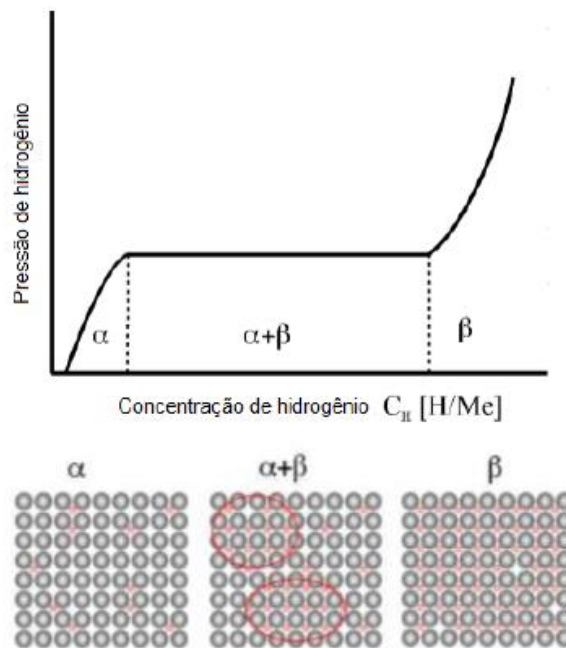 Pressão de hidrogênio
α
α+β
β
Concentração de hidrogênio C_H [H/Me]
α
α+β
β